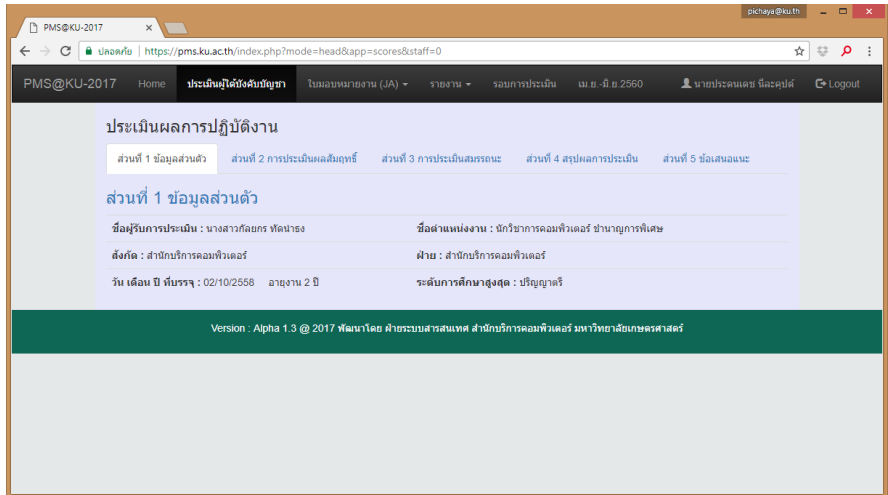 pichaya@ku.th
PMS@KU-2017
ปลอดภัย https://pms.ku.ac.th/index.php?mode=head&app=scores&staff=0
PMS@KU-2017 Home ประเมินผู้ใต้บังคับบัญชา ใบมอบหมายงาน (JA) รายงาน รอบการประเมิน เม.ย.-มิ.ย.2560 นายประดนเดช นีละคุปต์ Logout
ประเมินผลการปฏิบัติงาน
ส่วนที่ 1 ข้อมูลส่วนตัว ส่วนที่ 2 การประเมินผลสัมฤทธิ์ ส่วนที่ 3 การประเมินสมรรถนะ ส่วนที่ 4 สรุปผลการประเมิน ส่วนที่ 5 ข้อเสนอแนะ
ส่วนที่ 1 ข้อมูลส่วนตัว
ชื่อผู้รับการประเมิน : นางสาวกัลยกร ทัดนำธง ชื่อตำแหน่งงาน : นักวิชาการคอมพิวเตอร์ ชำนาญการพิเศษ
สังกัด : สำนักบริการคอมพิวเตอร์ ฝ่าย : สำนักบริการคอมพิวเตอร์
วัน เดือน ปี ที่บรรจุ : 02/10/2558 อายุงาน 2 ปี ระดับการศึกษาสูงสุด : ปริญญาตรี
Version : Alpha 1.3 @ 2017 พัฒนาโดย ฝ่ายระบบสารสนเทศ สำนักบริการคอมพิวเตอร์ มหาวิทยาลัยเกษตรศาสตร์